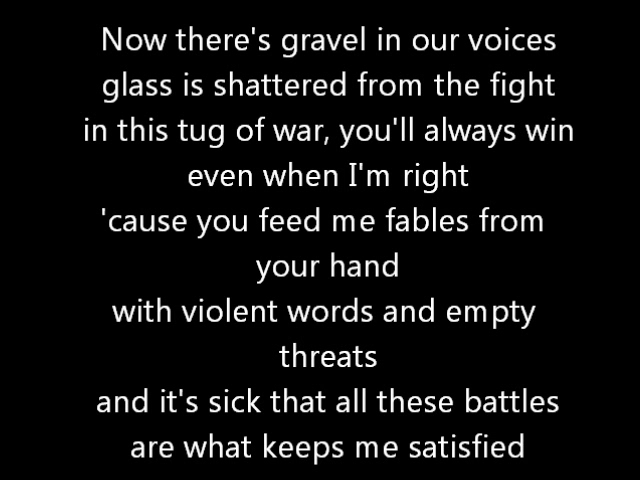 Now there's gravel in our voices
glass is shattered from the fight
in this tug of war, you'll always win
even when I'm right
'cause you feed me fables from
your hand
with violent words and empty
threats
and it's sick that all these battles
are what keeps me satisfied